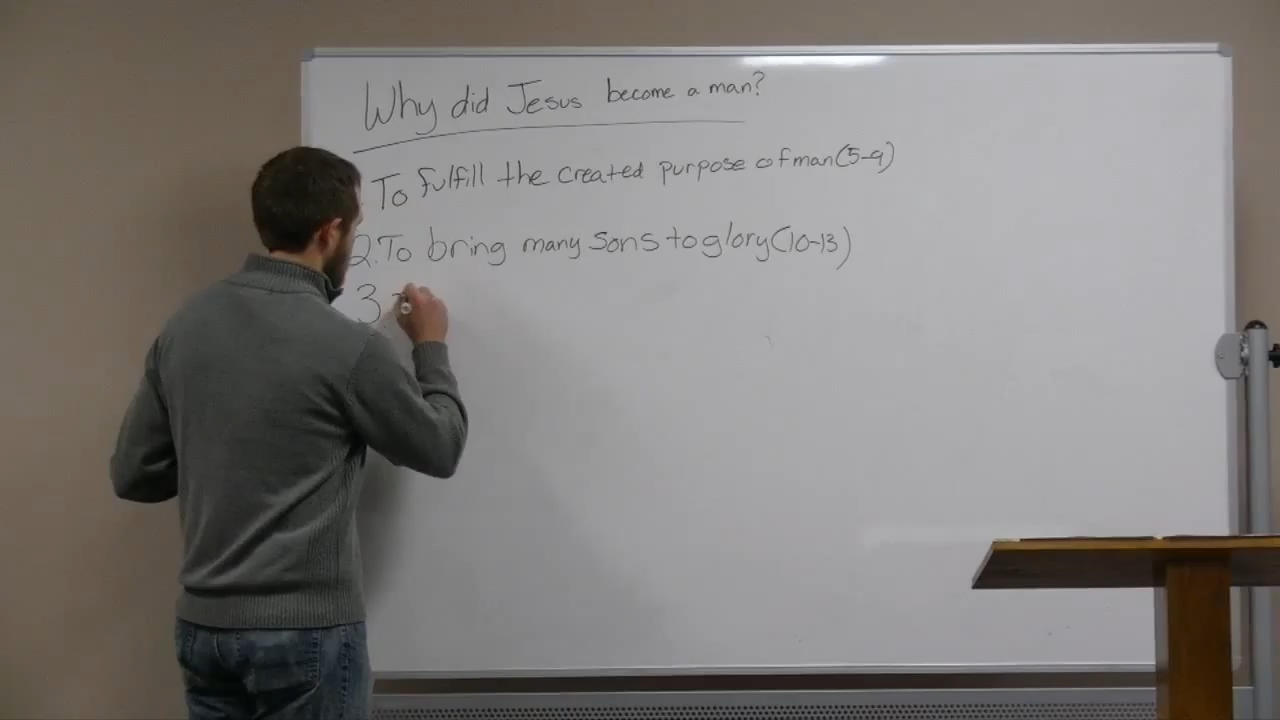 Why did Jesus become a man?
To fulfill the created purpose of man (5-9)
2. To bring many sons to glory (10-13)
3